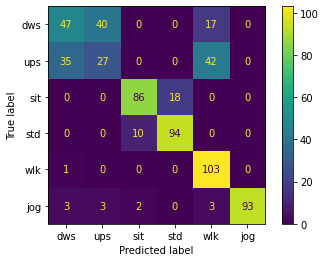 dws 47 40 0 0 17 0
ups 35 27 0 0 42 0
sit 0 0 86 18 0 0
std 0 0 10 94 0 0
wlk 1 0 0 0 103 0
jog 3 3 2 0 3 93
dws ups sit std wlk jog
Predicted label
True label
100
80
60
40
20
0